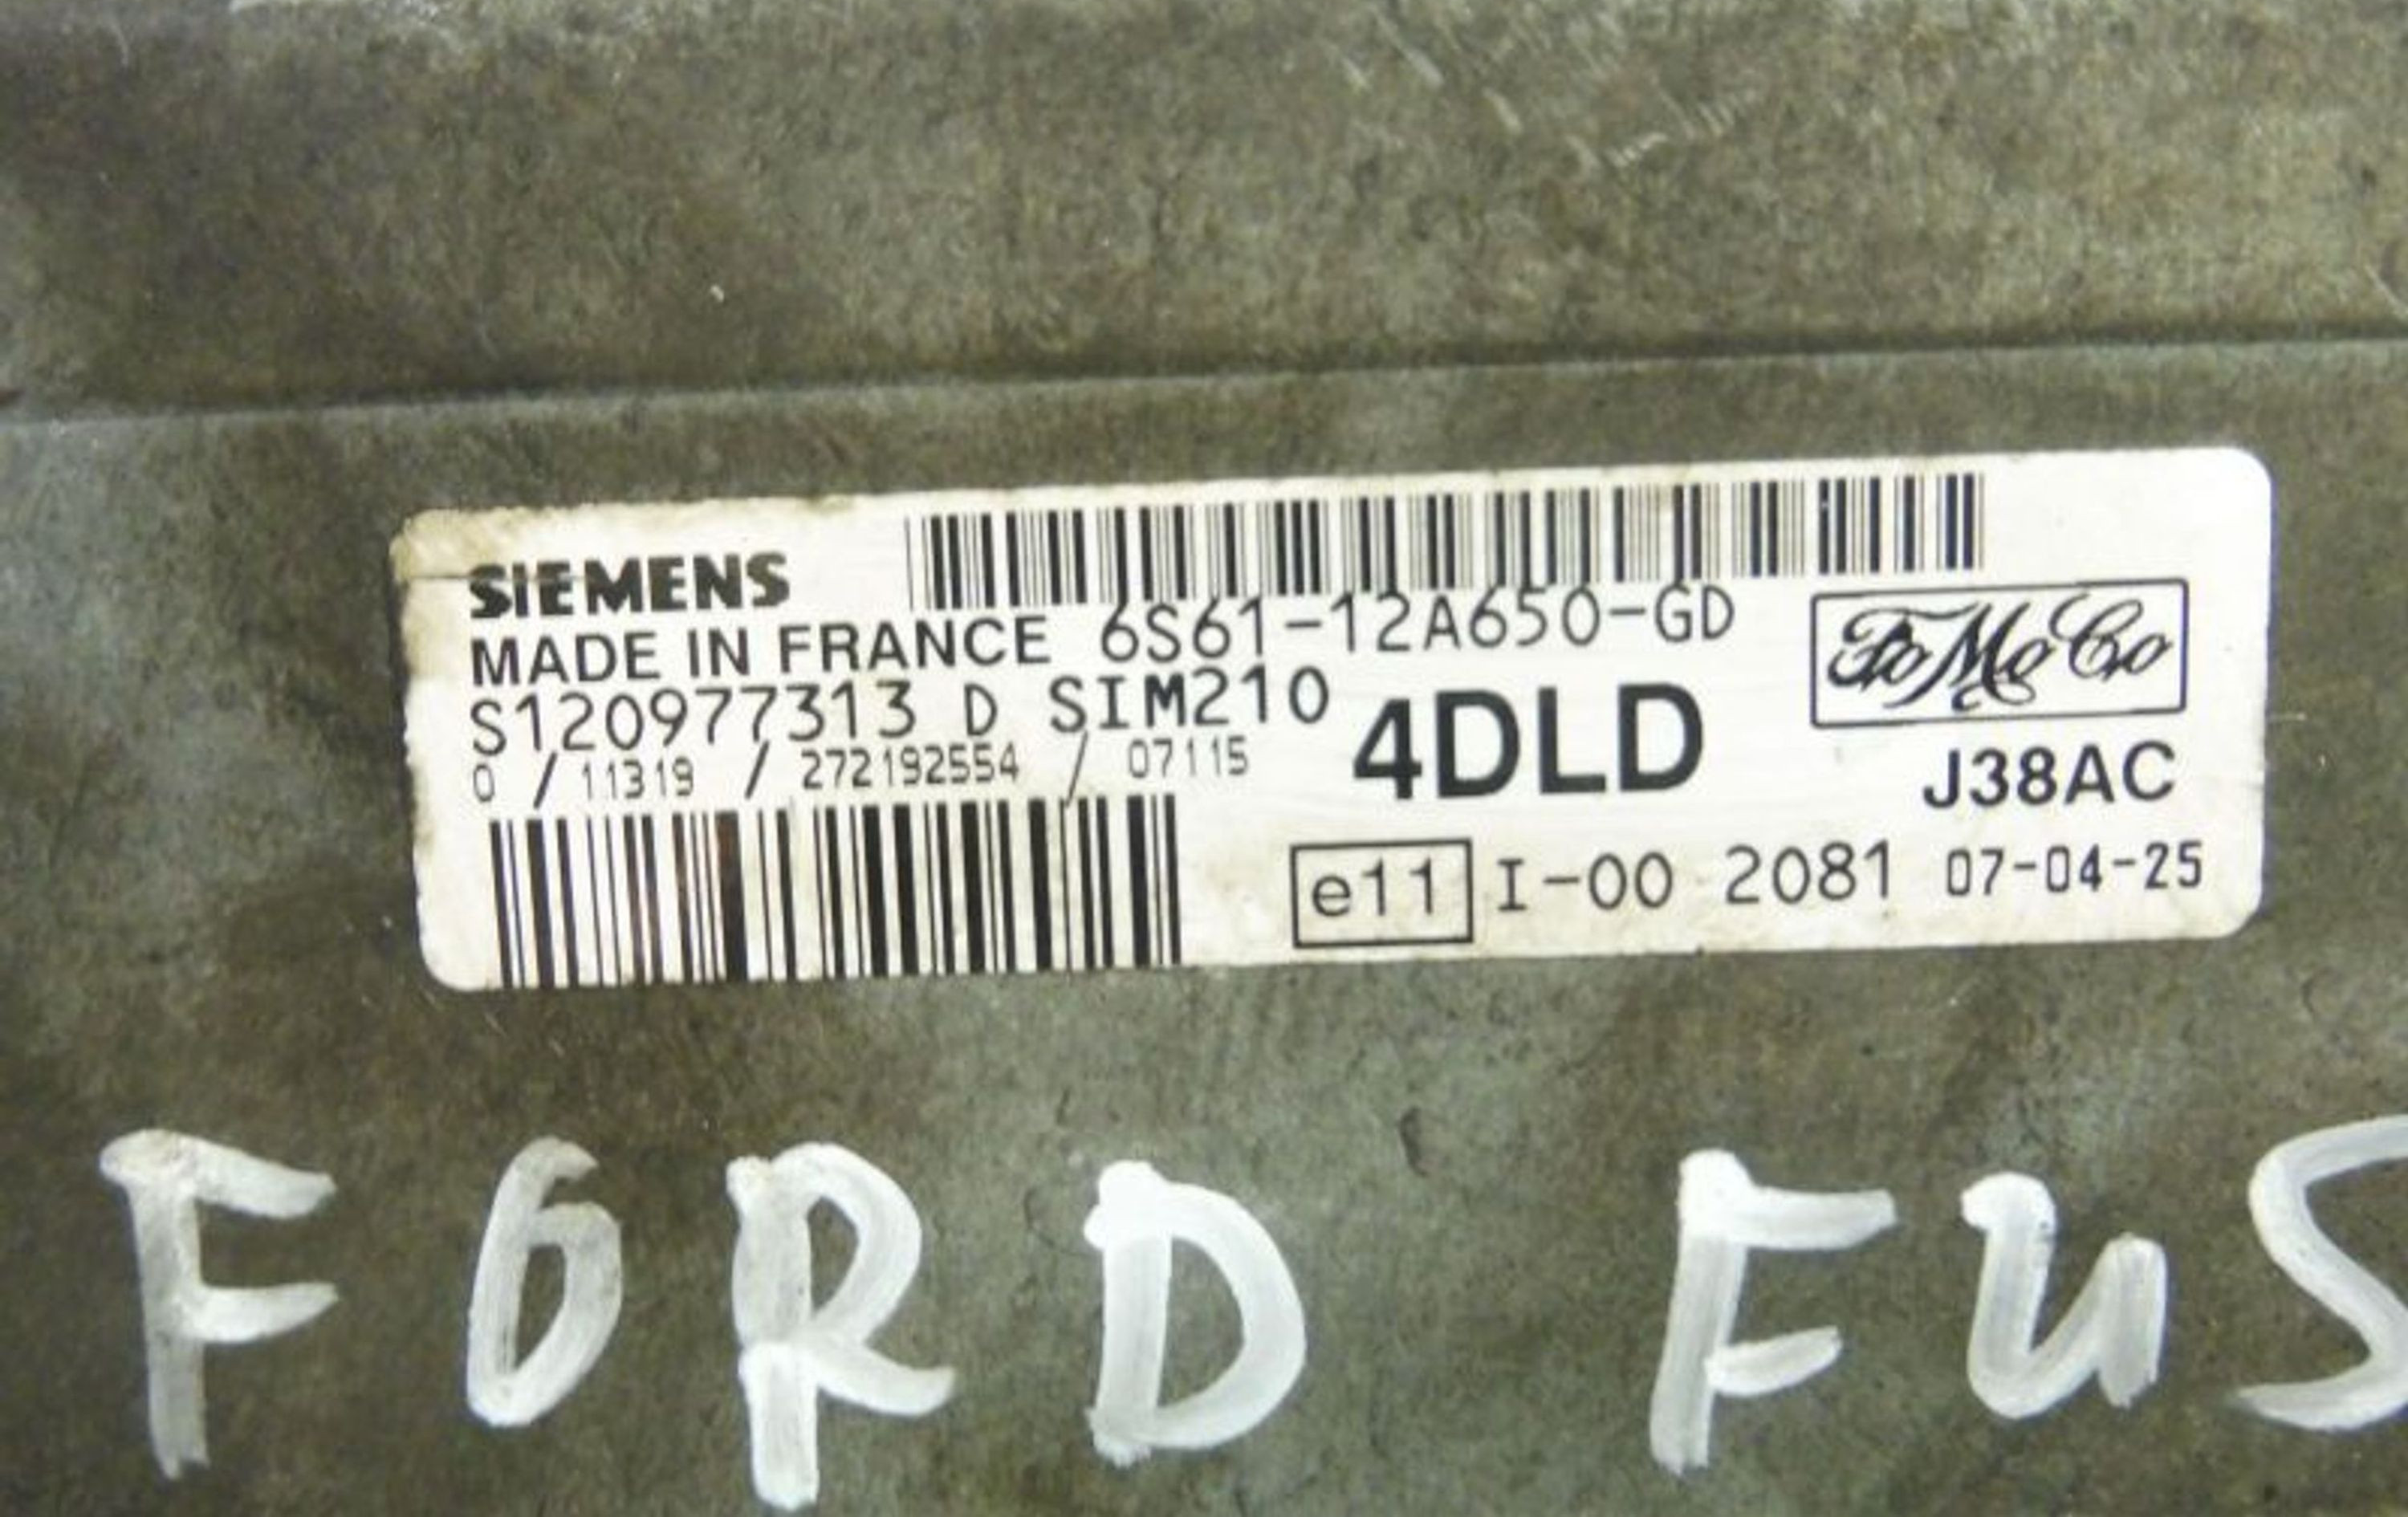 SIEMENS
MADE IN FRANCE 6S61-12A650-GD
FoMoCo
S120977313 D SIM210
4DLD
0 / 11319 / 272192554 / 07115
J38AC
e11 I-00 2081 07-04-25
FORD FUS